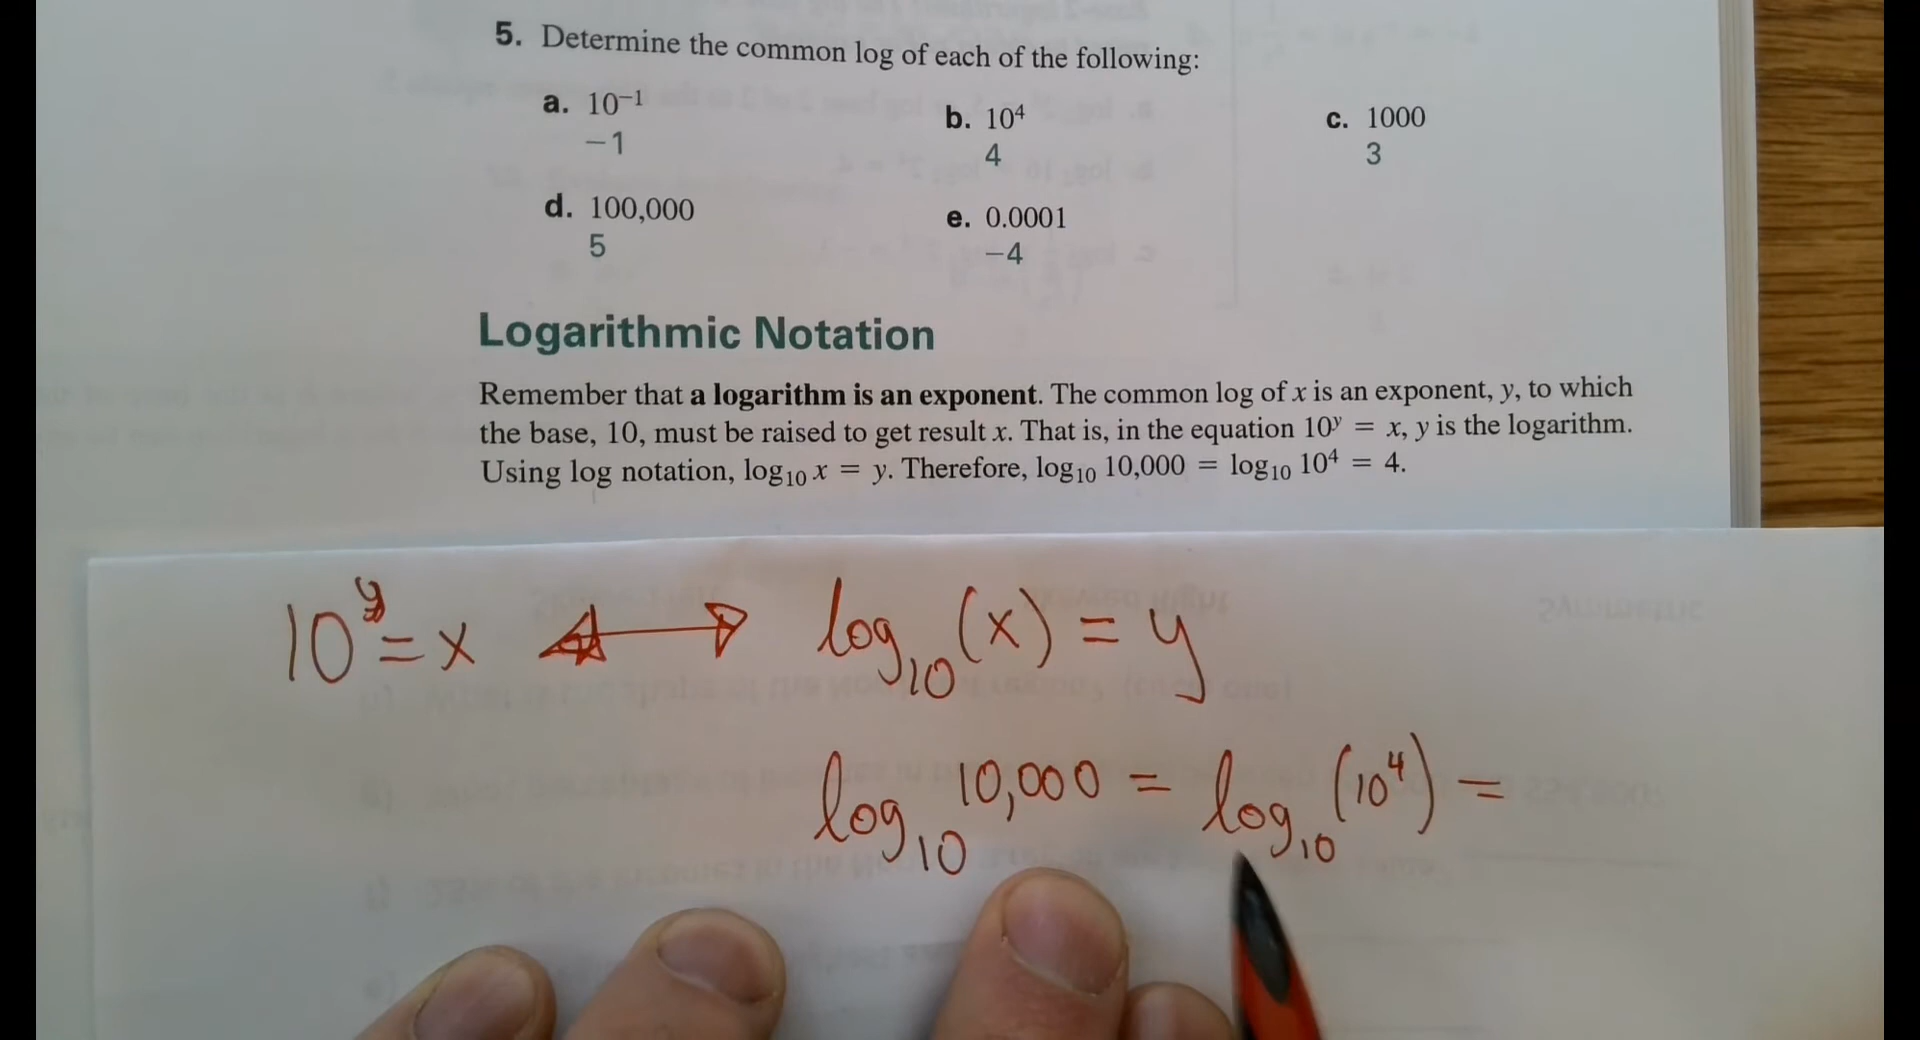 5. Determine the common log of each of the following:
a. 10⁻¹
−1
b. 10⁴
4
c. 1000
3
d. 100,000
5
e. 0.0001
−4
Logarithmic Notation
Remember that a logarithm is an exponent. The common log of x is an exponent, y, to which
the base, 10, must be raised to get result x. That is, in the equation 10ʸ = x, y is the logarithm.
Using log notation, log₁₀ x = y. Therefore, log₁₀ 10,000 = log₁₀ 10⁴ = 4.
10ʸ = x ↔ log₁₀(x) = y
log₁₀ 10,000 = log₁₀(10⁴) =